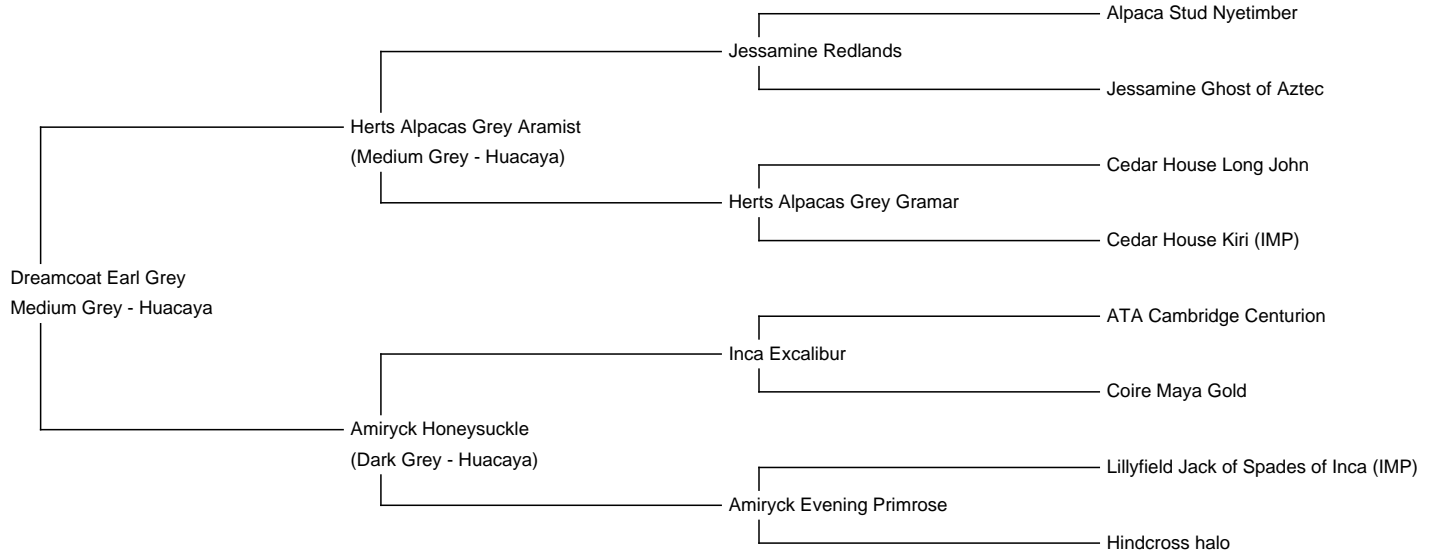 Alpaca Stud Nyetimber
Jessamine Redlands
Jessamine Ghost of Aztec
Herts Alpacas Grey Aramist
(Medium Grey - Huacaya)
Cedar House Long John
Herts Alpacas Grey Gramar
Cedar House Kiri (IMP)
Dreamcoat Earl Grey
Medium Grey - Huacaya
ATA Cambridge Centurion
Inca Excalibur
Coire Maya Gold
Amiryck Honeysuckle
(Dark Grey - Huacaya)
Lillyfield Jack of Spades of Inca (IMP)
Amiryck Evening Primrose
Hindcross halo